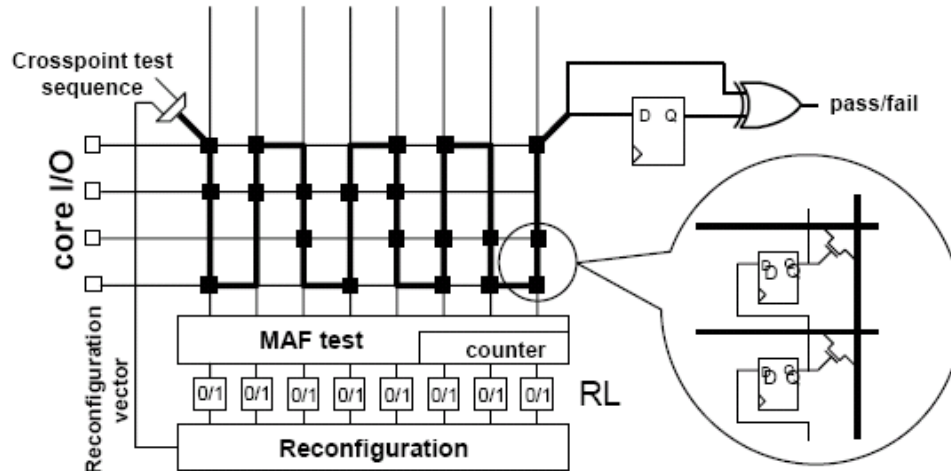 Crosspoint test
sequence
pass/fail
D Q
core I/O
D Q
D
MAF test
counter
D Q
D
0/1 0/1 0/1 0/1 0/1 0/1 0/1 0/1
RL
Reconfiguration
vector
Reconfiguration